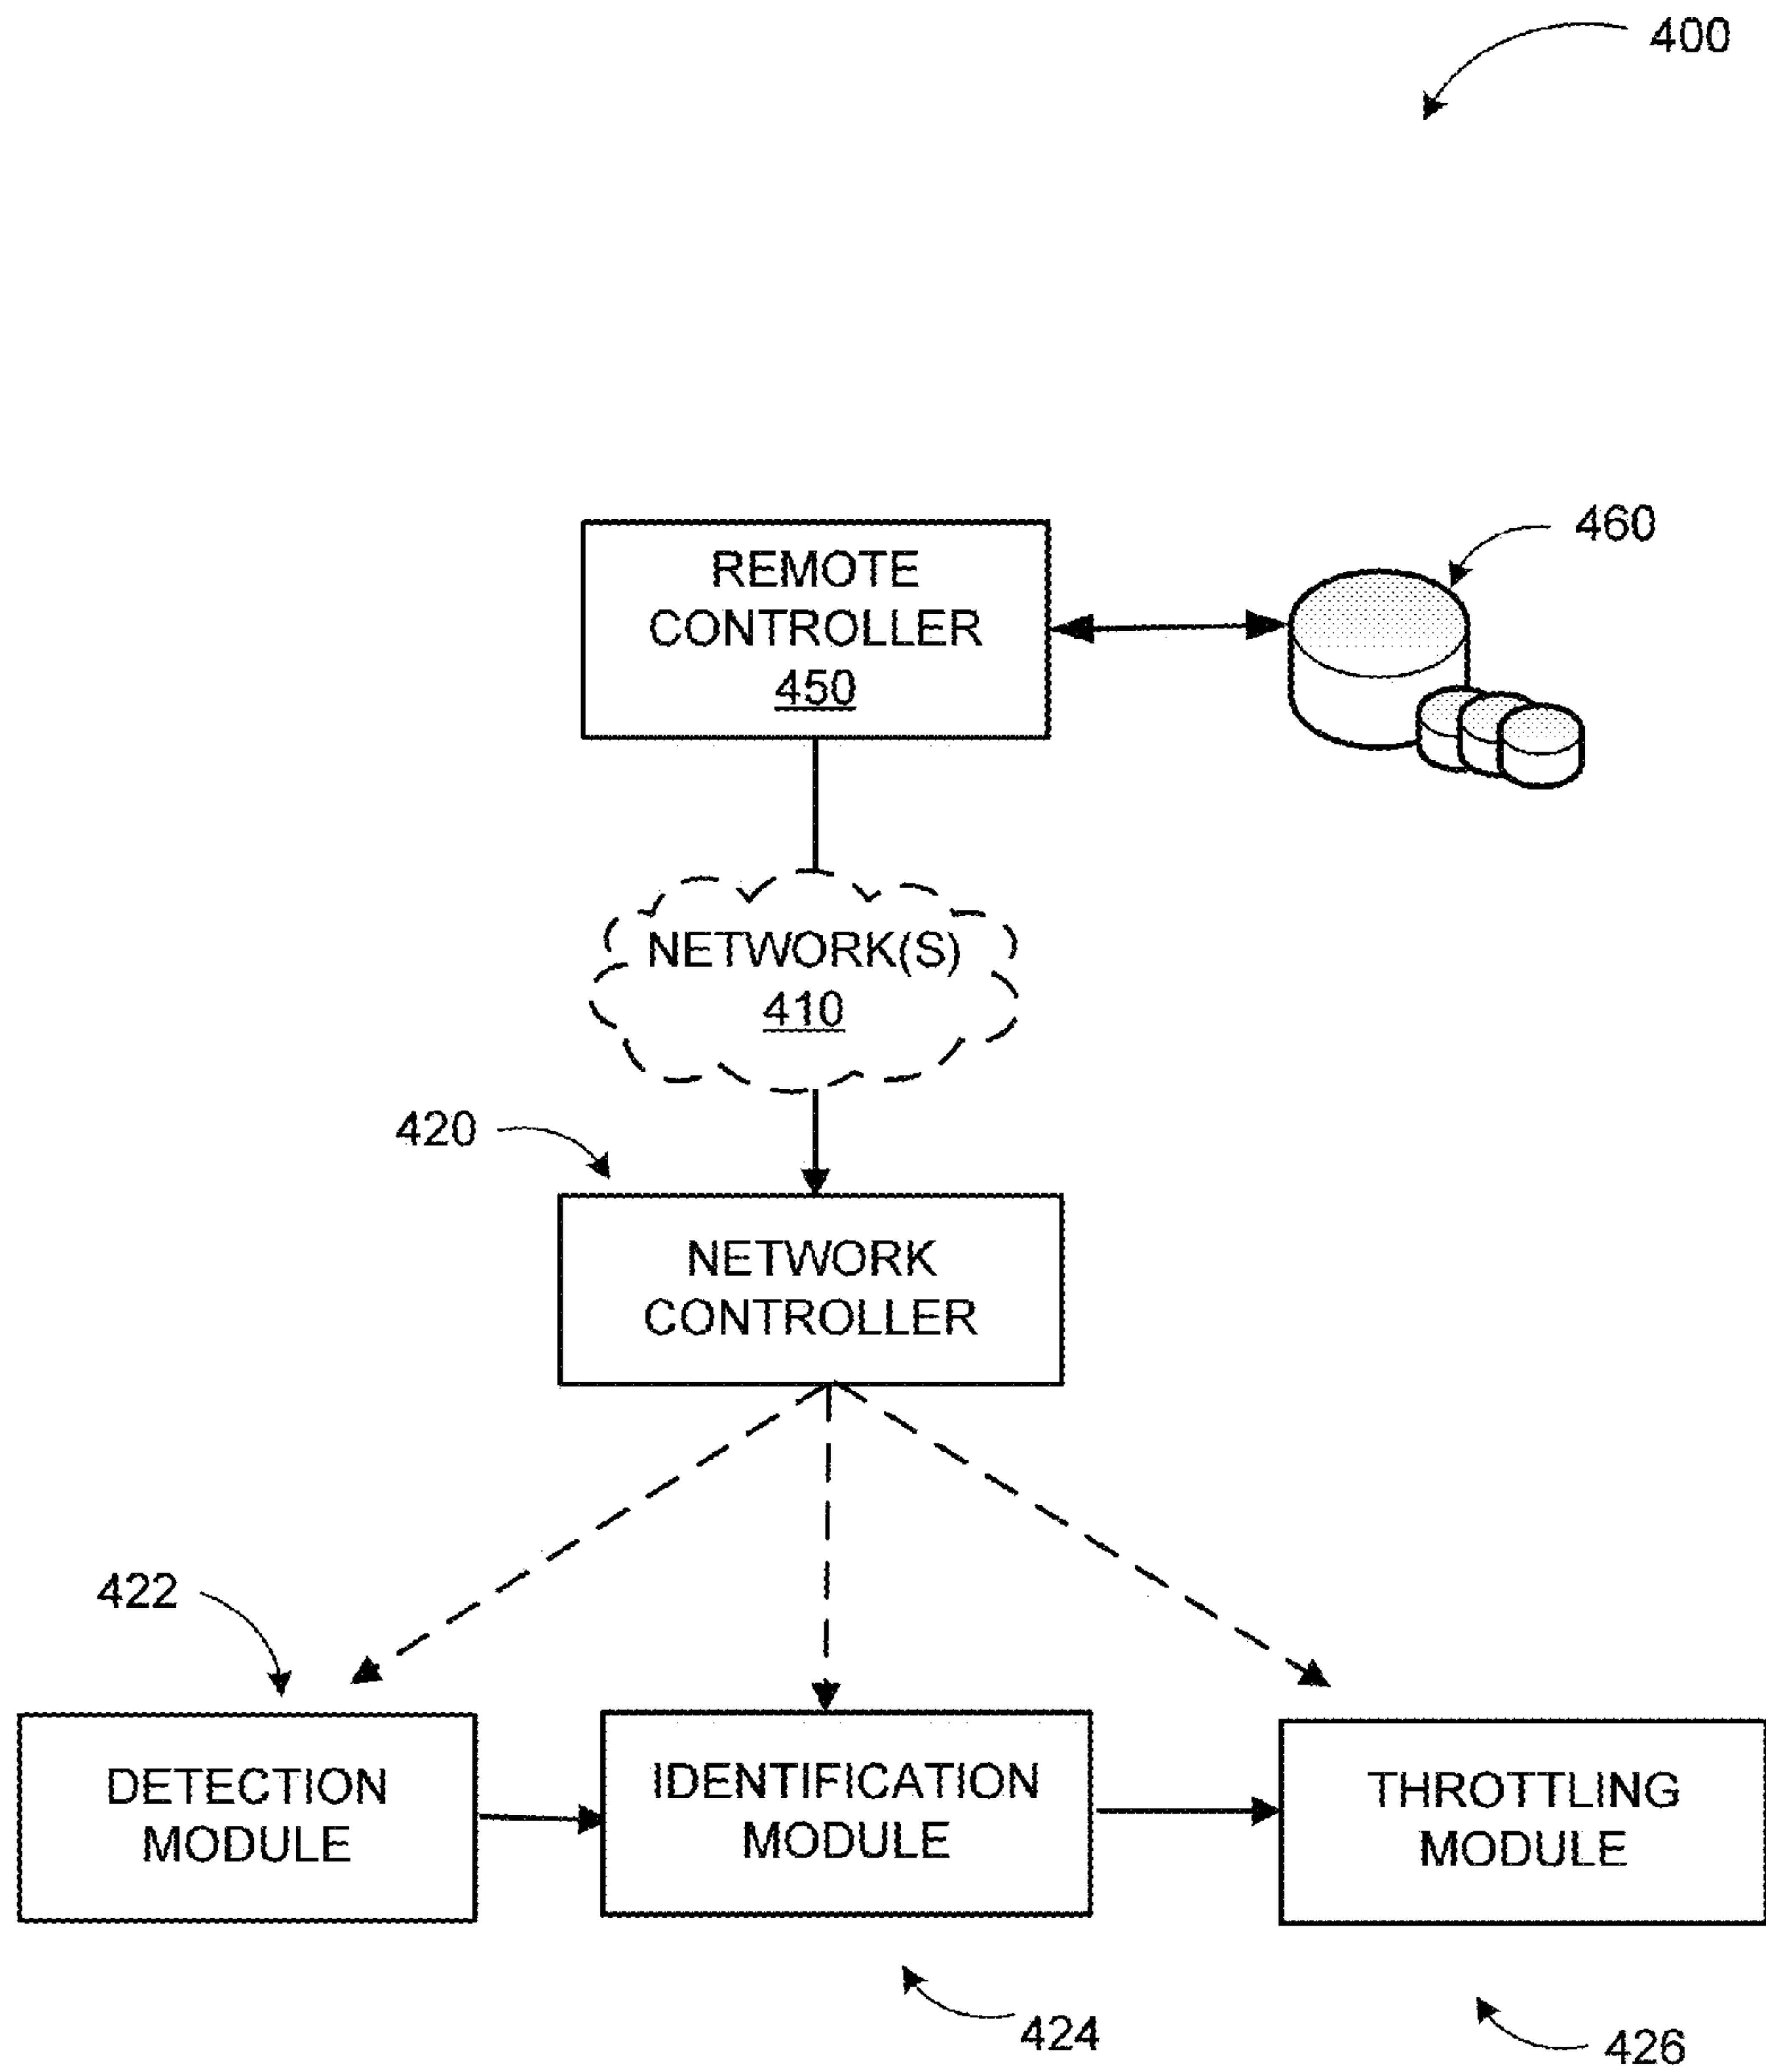 400
460
REMOTE
CONTROLLER
450
NETWORK(S)
410
420
NETWORK
CONTROLLER
422
DETECTION
MODULE
IDENTIFICATION
MODULE
THROTTLING
MODULE
424
426